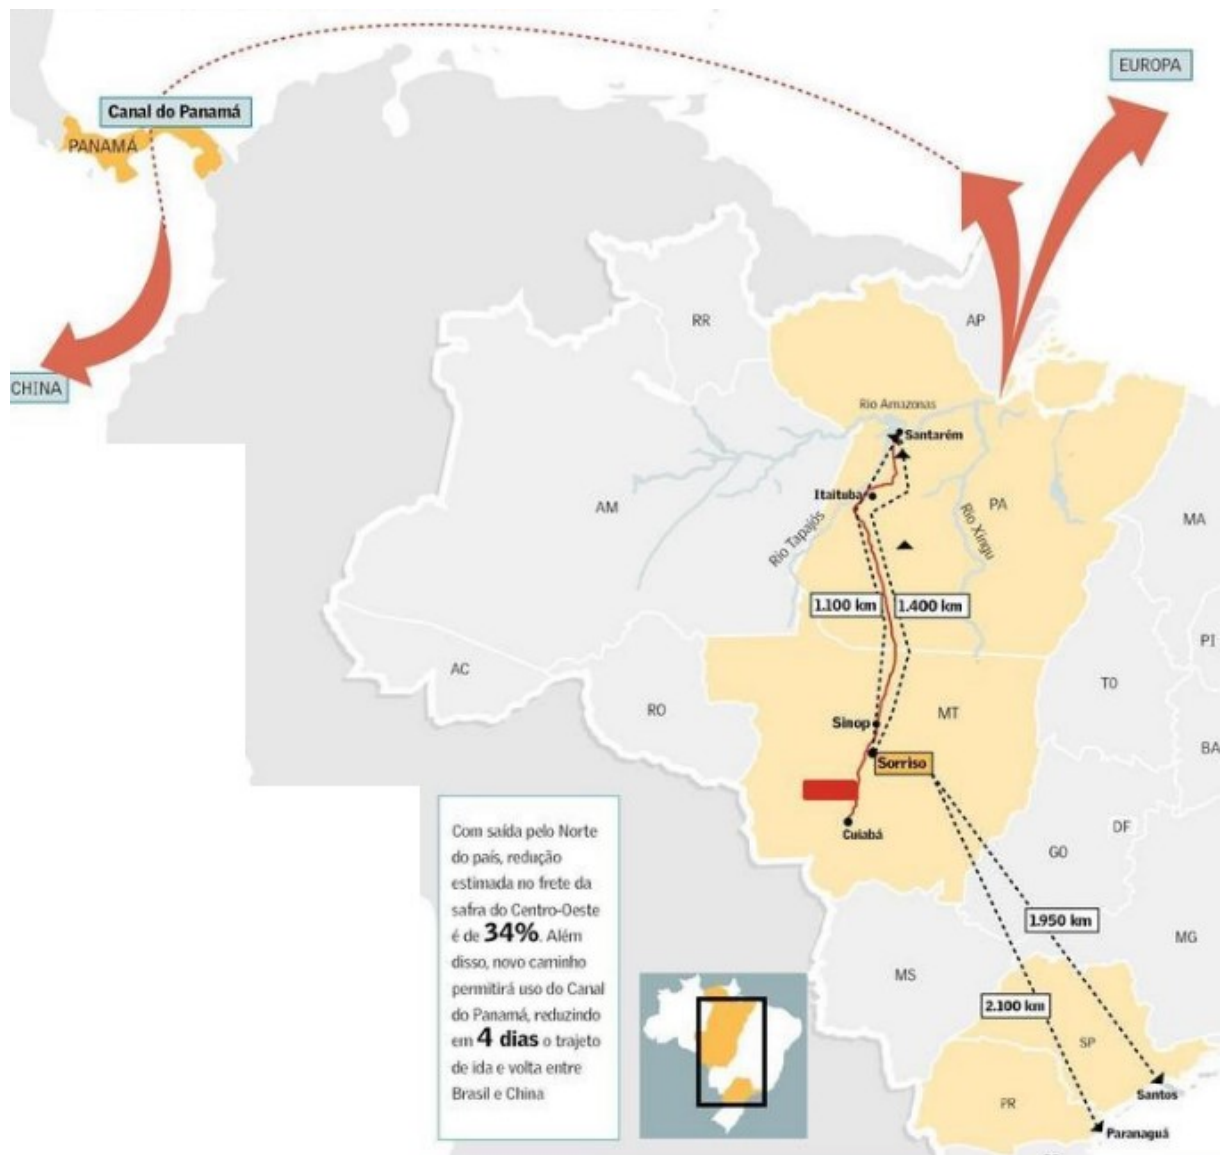 EUROPA
Canal do Panamá
PANAMÁ
CHINA
RR
AP
Rio Amazonas
Santarém
Itaituba
AM
PA
Rio Tapajós
Rio Xingu
MA
1.100 km
1.400 km
PI
AC
RO
TO
MT
Sinop
BA
Sorriso
Cuiabá
DF
GO
Com saída pelo Norte
do país, redução
estimada no frete da
safra do Centro-Oeste
é de 34%. Além
disso, novo caminho
permitirá uso do Canal
do Panamá, reduzindo
em 4 dias o trajeto
de ida e volta entre
Brasil e China
1.950 km
MG
MS
2.100 km
SP
PR
Santos
Paranaguá